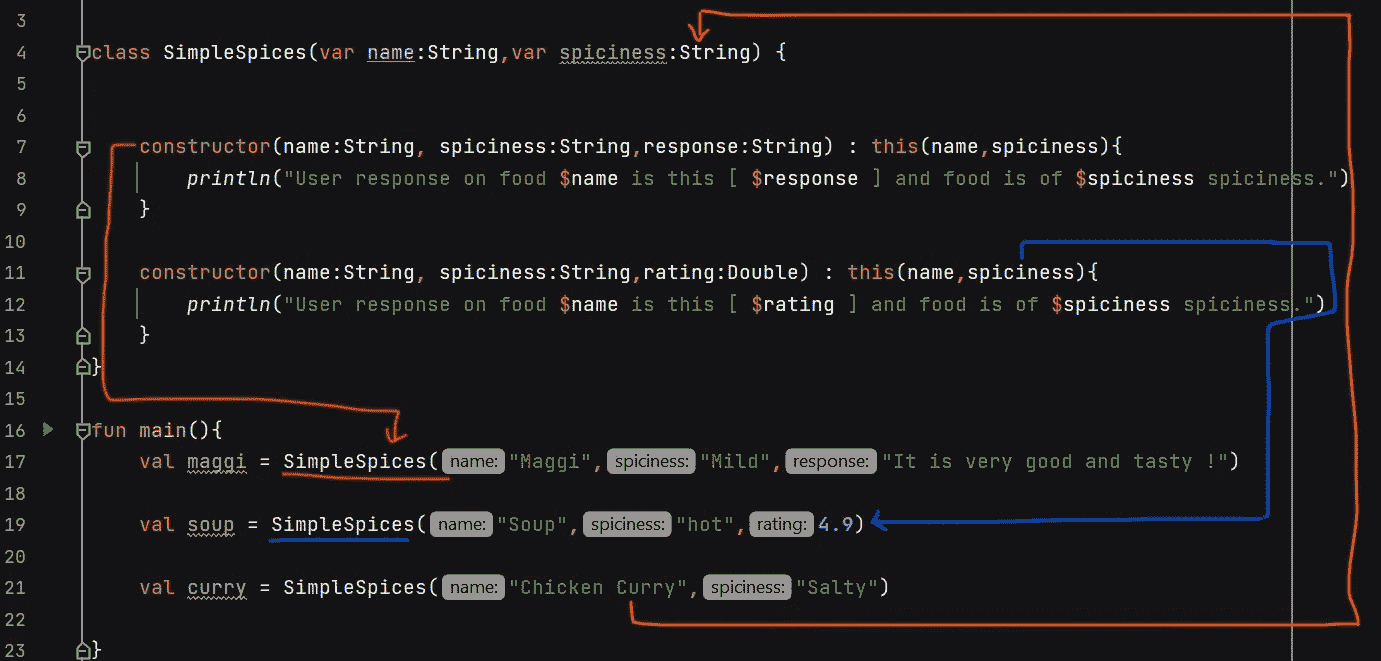 3
4 class SimpleSpices(var name:String,var spiciness:String) {
5
6
7 constructor(name:String, spiciness:String,response:String) : this(name,spiciness){
8 println("User response on food $name is this [ $response ] and food is of $spiciness spiciness.")
9 }
10
11 constructor(name:String, spiciness:String,rating:Double) : this(name,spiciness){
12 println("User response on food $name is this [ $rating ] and food is of $spiciness spiciness.")
13 }
14 }
15
16 fun main(){
17 val maggi = SimpleSpices( name: "Maggi", spiciness: "Mild", response: "It is very good and tasty !")
18
19 val soup = SimpleSpices( name: "Soup", spiciness: "hot", rating: 4.9)
20
21 val curry = SimpleSpices( name: "Chicken Curry", spiciness: "Salty")
22
23 }